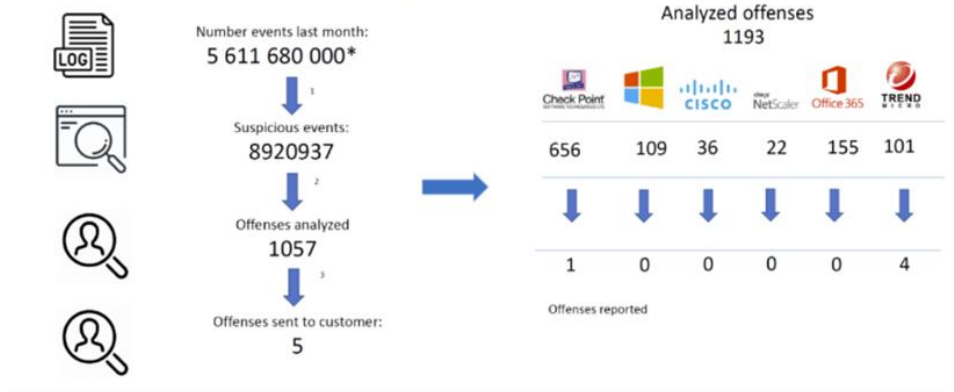 LOG
Number events last month:
5 611 680 000*
1
Suspicious events:
8920937
2
Offenses analyzed
1057
3
Offenses sent to customer:
5
Analyzed offenses
1193
Check Point
CISCO
NetScaler
Office 365
TREND
MICRO
656 109 36 22 155 101
1 0 0 0 0 4
Offenses reported